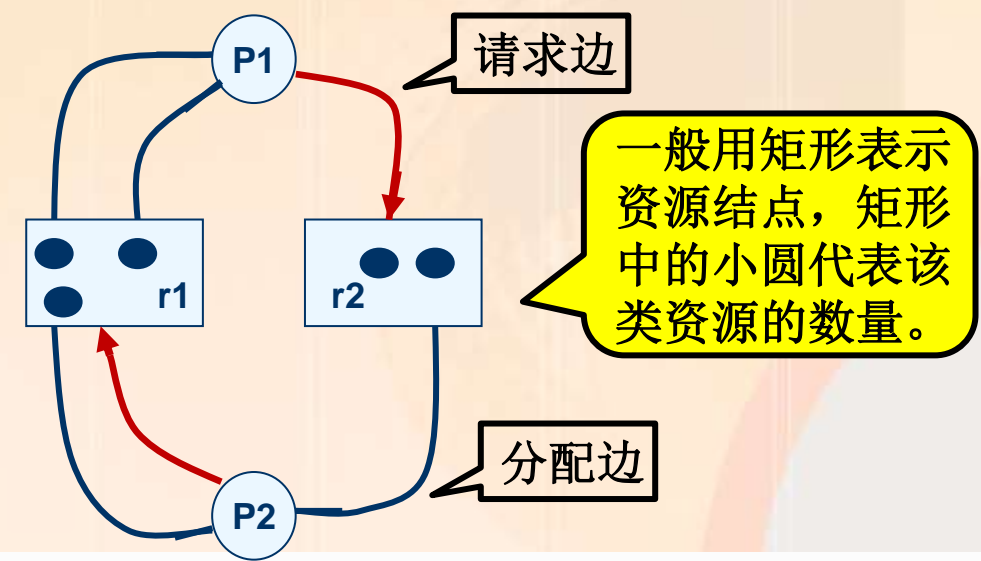 P1
请求边
一般用矩形表示
资源结点，矩形
中的小圆代表该
类资源的数量。
r1
r2
分配边
P2